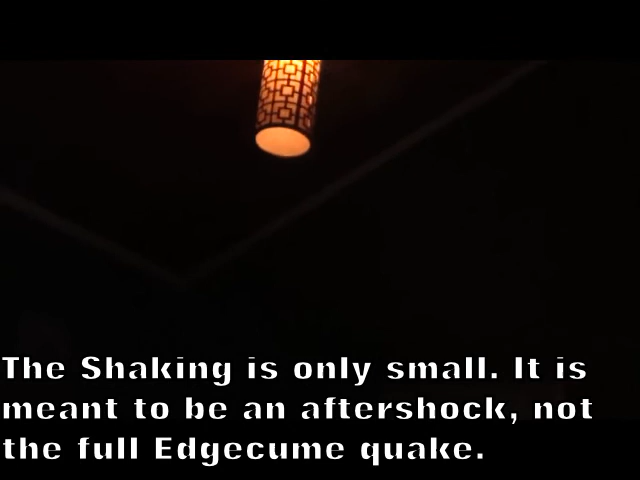 The Shaking is only small. It is
meant to be an aftershock, not
the full Edgecume quake.